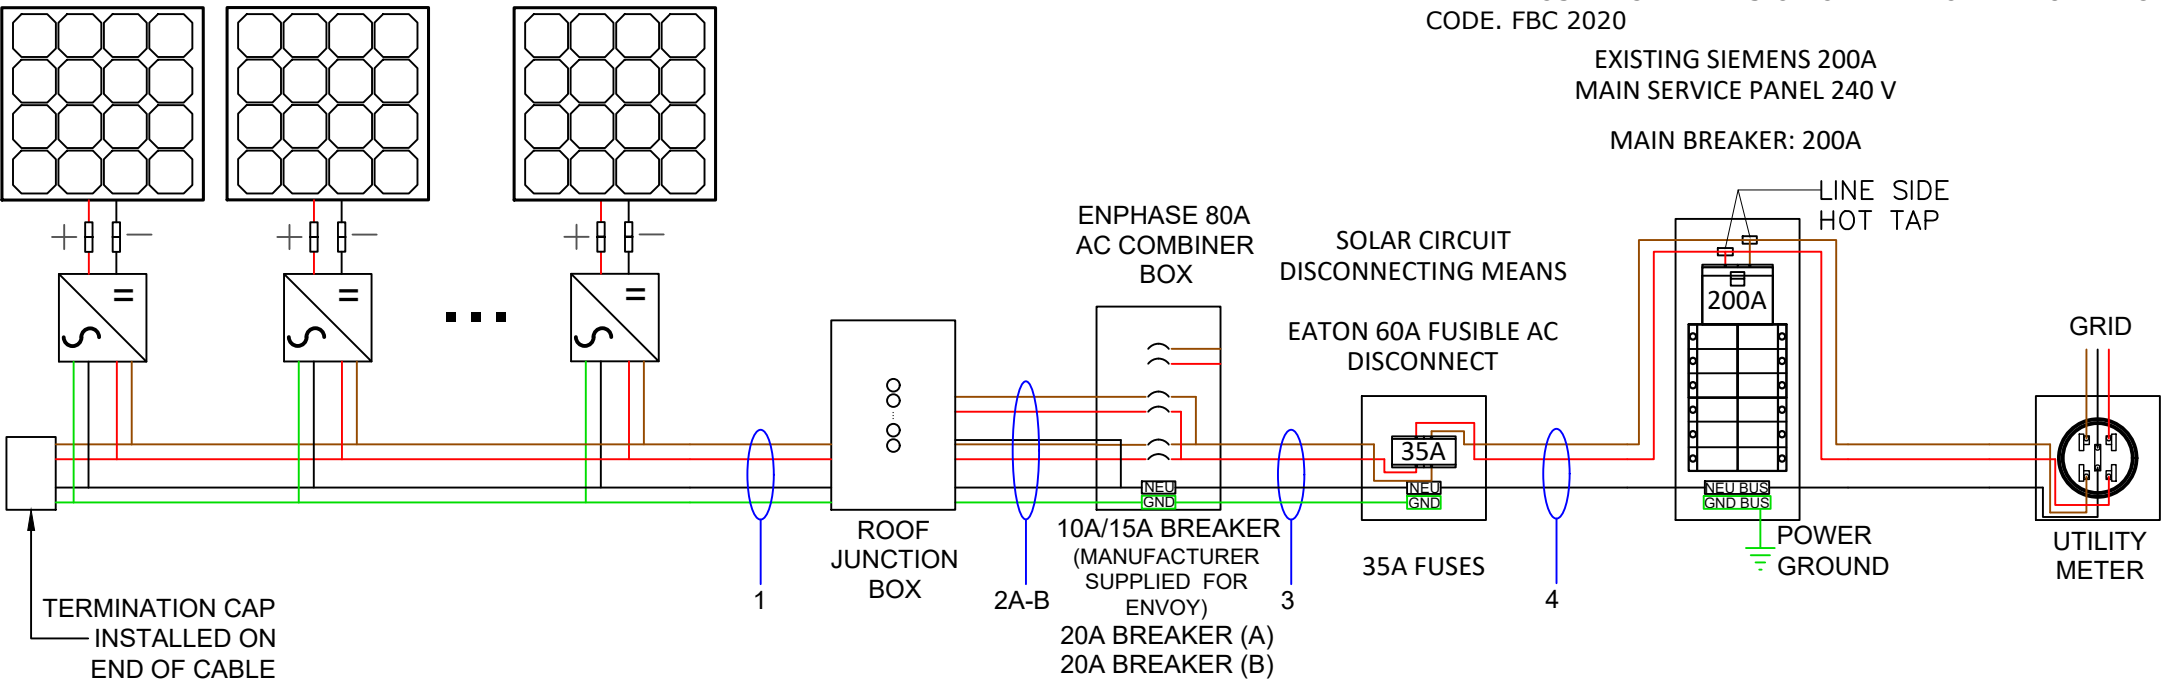 CODE. FBC 2020
EXISTING SIEMENS 200A
MAIN SERVICE PANEL 240 V
MAIN BREAKER: 200A
LINE SIDE
HOT TAP
ENPHASE 80A
AC COMBINER
BOX
SOLAR CIRCUIT
DISCONNECTING MEANS
EATON 60A FUSIBLE AC
DISCONNECT
200A
GRID
35A
NEU
GND
NEU
GND
NEU BUS
GND BUS
ROOF
JUNCTION
BOX
10A/15A BREAKER
(MANUFACTURER
SUPPLIED FOR
ENVOY)
20A BREAKER (A)
20A BREAKER (B)
35A FUSES
POWER
GROUND
UTILITY
METER
1
2A-B
3
4
TERMINATION CAP
INSTALLED ON
END OF CABLE